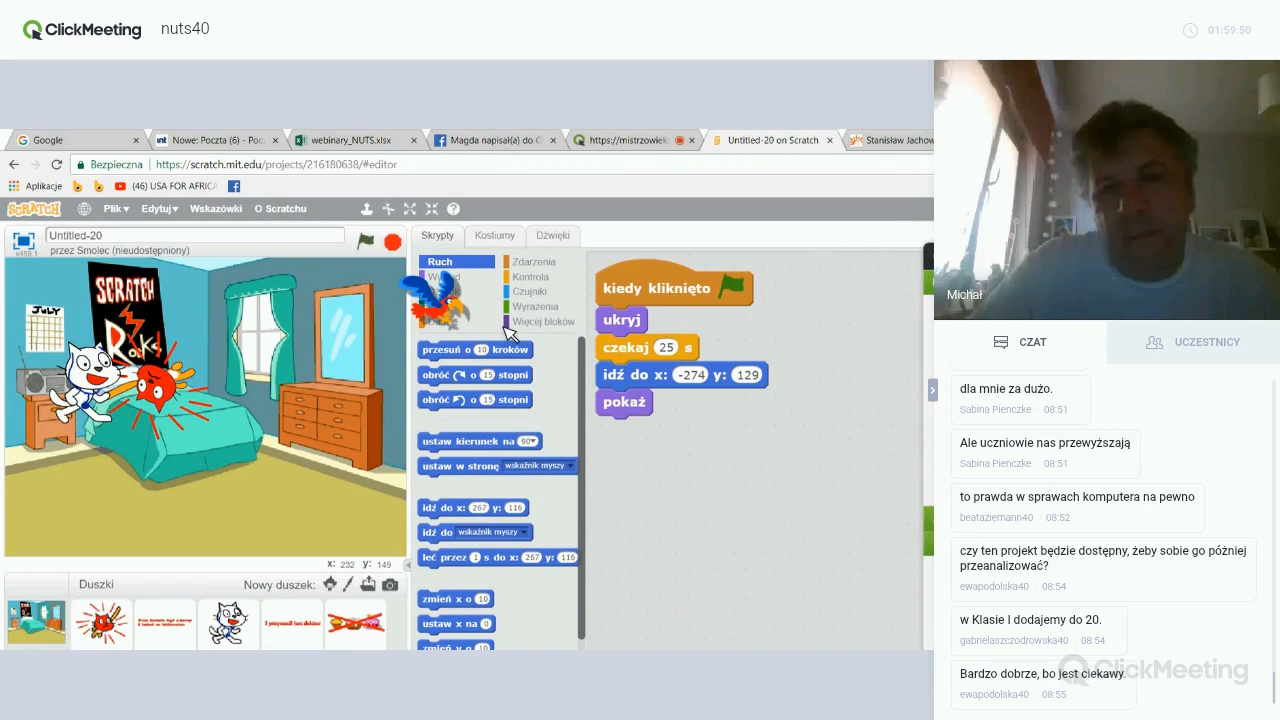 ClickMeeting nuts40
01:59:50
Google
Nowe: Poczta (6) - Poc
webinary_NUTS.xlsx
Magda napisał(a) do G
https://mistrzowiek
Untitled-20 on Scratch
Stanisław Jachow
Bezpieczna
https://scratch.mit.edu/projects/216180638/#editor
Aplikacje
(46) USA FOR AFRICA
SCRATCH
Plik
Edytuj
Wskazówki
O Scratchu
Untitled-20
przez Smolec (nieudostępniony)
v459.1
Skrypty
Kostiumy
Dźwięki
SCRATCH
Rocks
JULY
Ruch
Zdarzenia
Kontrola
Czujniki
Wyrażenia
Więcej bloków
przesuń o 10 kroków
obróć o 15 stopni
obróć o 15 stopni
ustaw kierunek na 90
ustaw w stronę wskaźnik myszy
idź do x: 267 y: 116
idź do wskaźnik myszy
leć przez 1 s do x: 267 y: 116
zmień x o 10
ustaw x na 0
zmień y o 10
kiedy kliknięto
ukryj
czekaj 25 s
idź do x: -274 y: 129
pokaż
x: 232 y: 149
Duszki
Nowy duszek:
Michał
CZAT
UCZESTNICY
dla mnie za dużo.
Sabina Pienczke · 08:51
Ale uczniowie nas przewyższają
Sabina Pienczke · 08:51
to prawda w sprawach komputera na pewno
beataziemann40 · 08:52
czy ten projekt będzie dostępny, żeby sobie go później
przeanalizować?
ewapodolska40 · 08:54
w Klasie I dodajemy do 20.
gabrielaszczodrowska40 · 08:54
Bardzo dobrze, bo jest ciekawy.
ewapodolska40 · 08:55
ClickMeeting